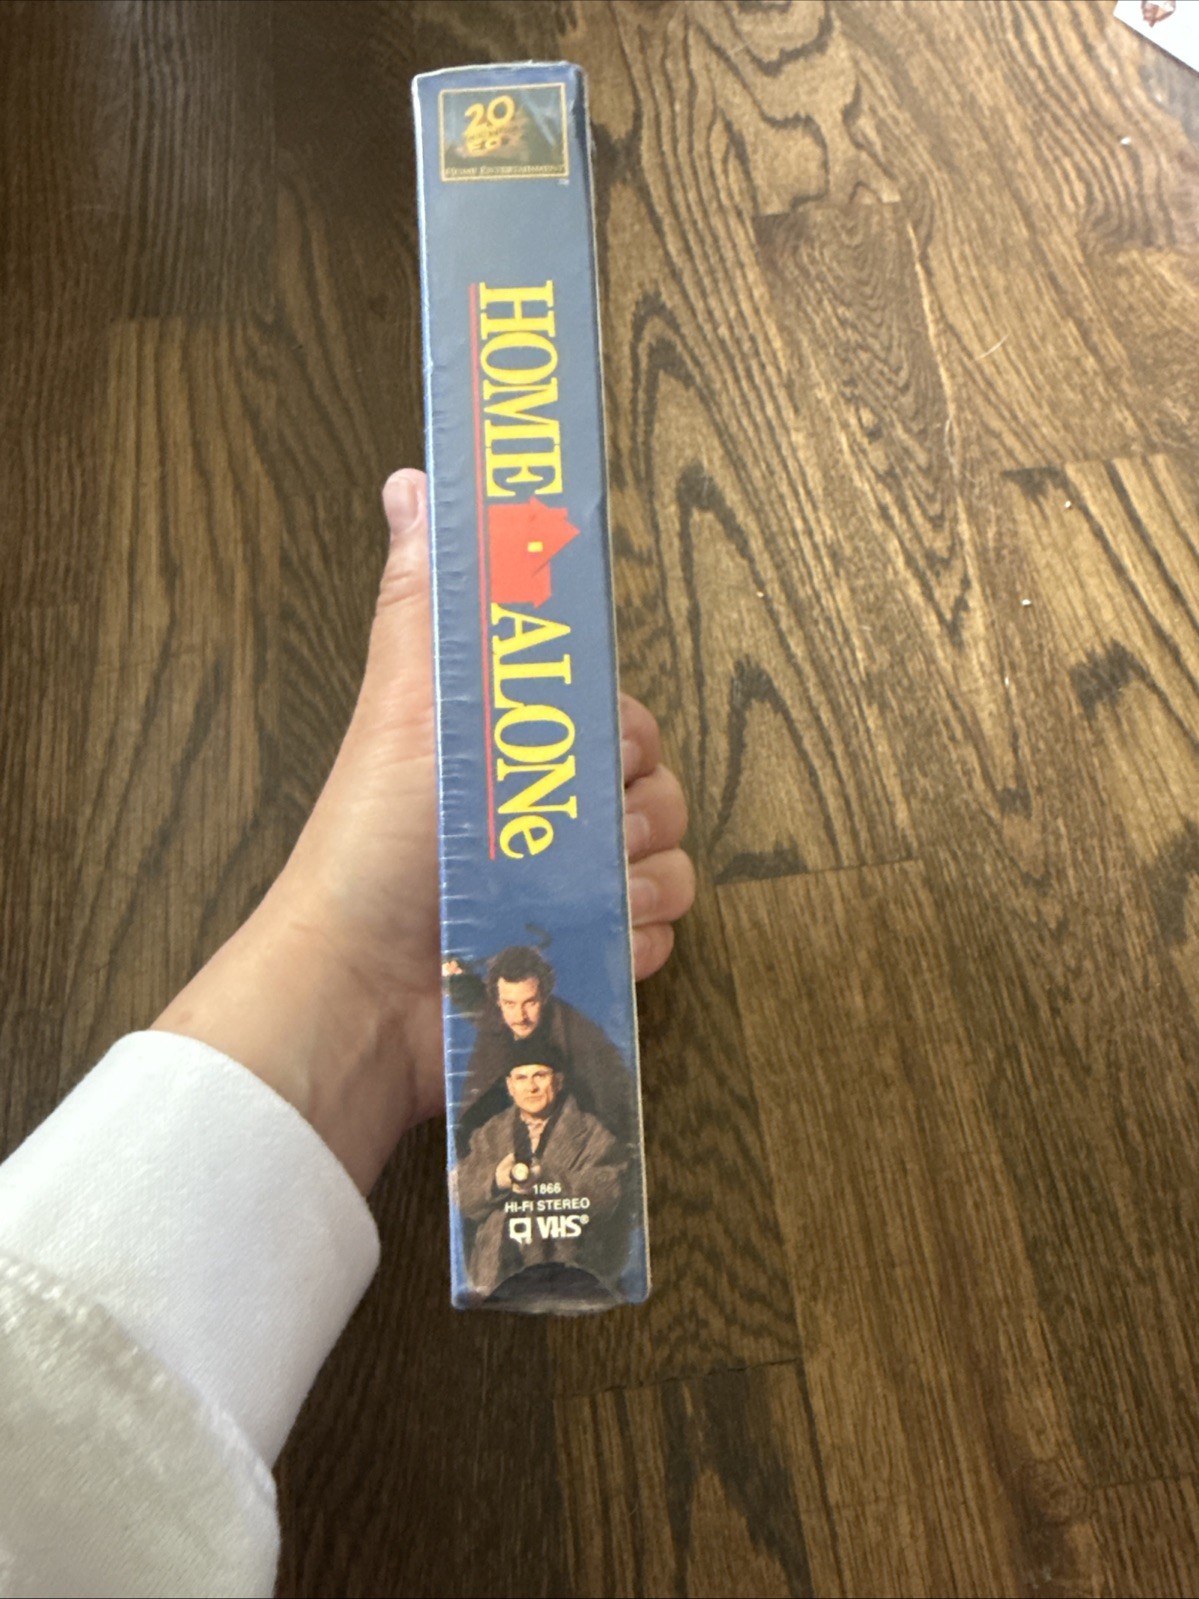 20
HOME ENTERTAINMENT
HOME ALONe
1866
HI-FI STEREO
VHS®